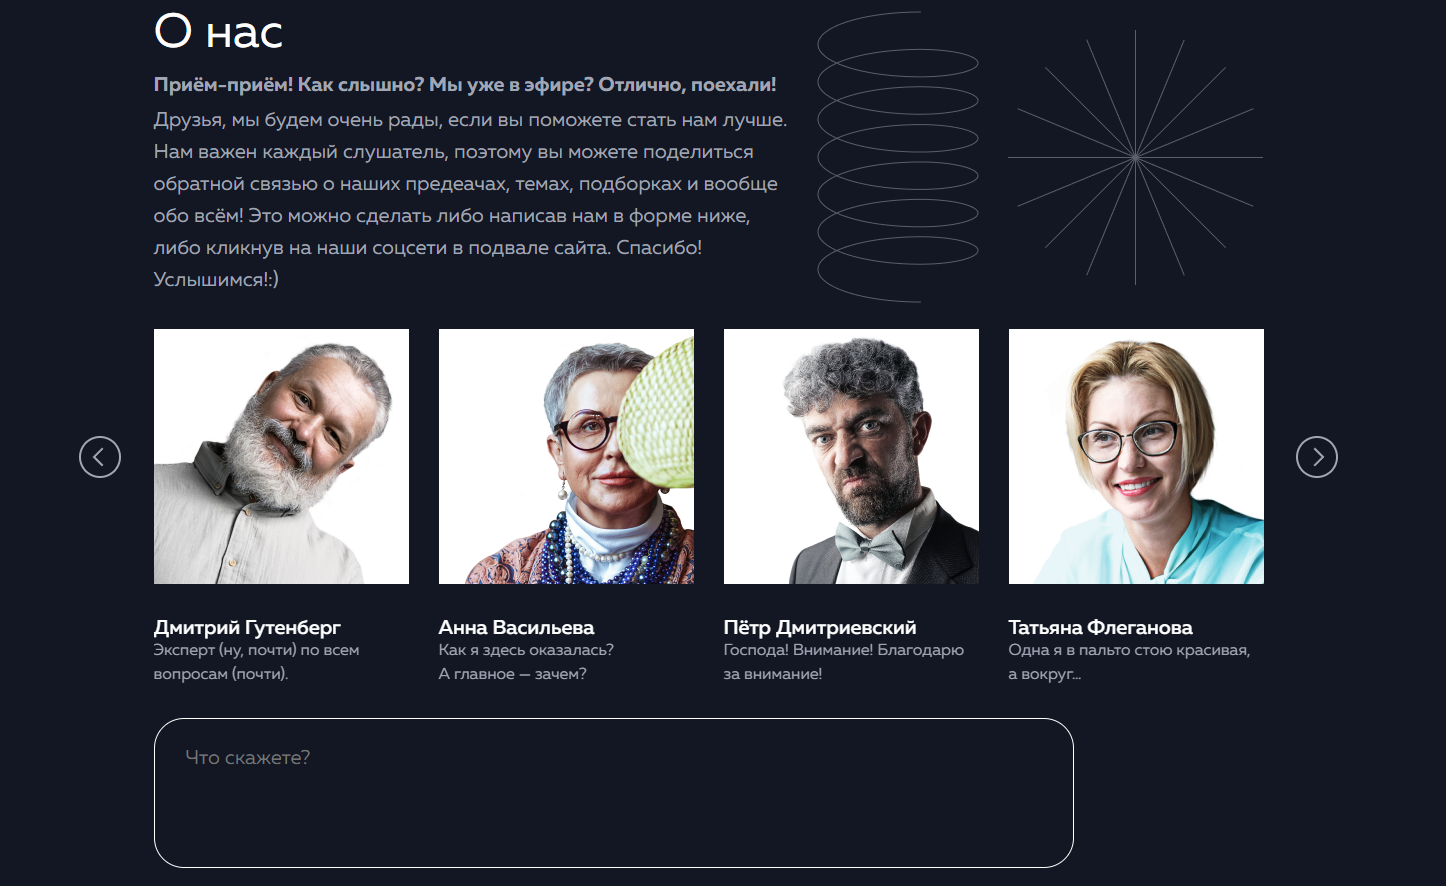 О нас
Приём-приём! Как слышно? Мы уже в эфире? Отлично, поехали!
Друзья, мы будем очень рады, если вы поможете стать нам лучше.
Нам важен каждый слушатель, поэтому вы можете поделиться
обратной связью о наших предеачах, темах, подборках и вообще
обо всём! Это можно сделать либо написав нам в форме ниже,
либо кликнув на наши соцсети в подвале сайта. Спасибо!
Услышимся!:)
Дмитрий Гутенберг
Эксперт (ну, почти) по всем
вопросам (почти).
Анна Васильева
Как я здесь оказалась?
А главное — зачем?
Пётр Дмитриевский
Господа! Внимание! Благодарю
за внимание!
Татьяна Флеганова
Одна я в пальто стою красивая,
а вокруг...
Что скажете?